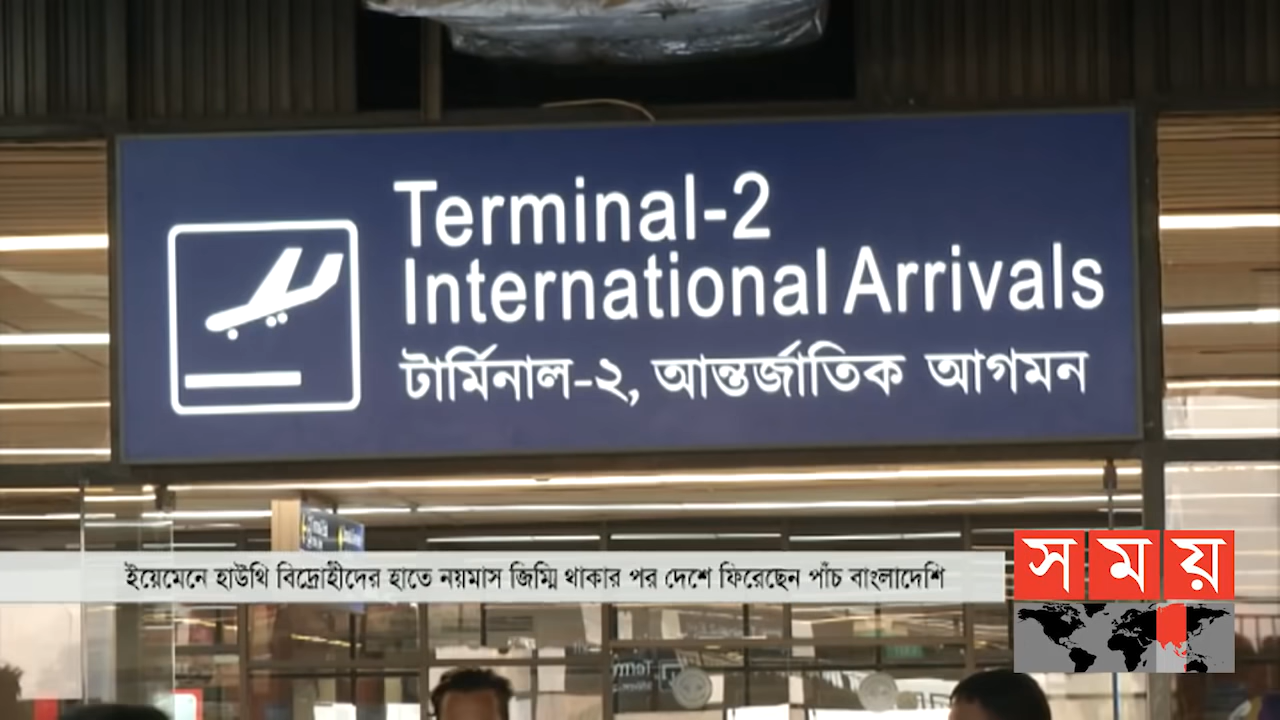 Terminal-2
International Arrivals
টার্মিনাল-২, আন্তর্জাতিক আগমন
ইয়েমেনে হাউথি বিদ্রোহীদের হাতে নয়মাস জিম্মি থাকার পর দেশে ফিরেছেন পাঁচ বাংলাদেশি
সময়